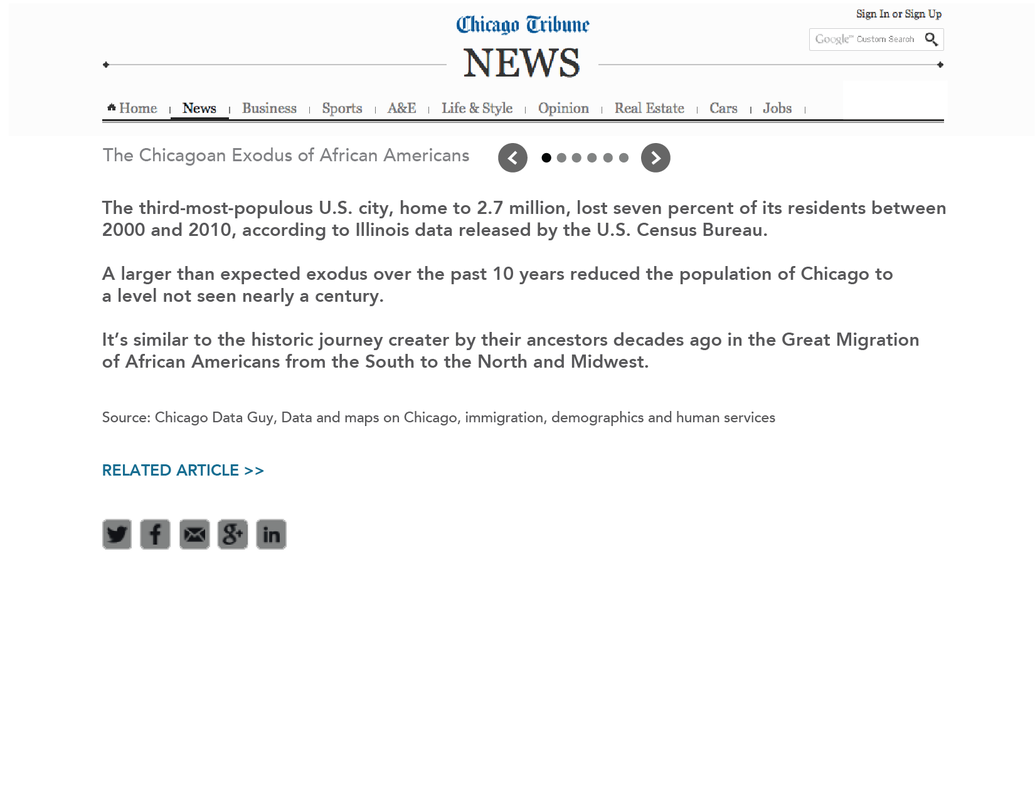 Sign In or Sign Up
Chicago Tribune
Google™ Custom Search
NEWS
Home News Business Sports A&E Life & Style Opinion Real Estate Cars Jobs
The Chicagoan Exodus of African Americans
The third-most-populous U.S. city, home to 2.7 million, lost seven percent of its residents between
2000 and 2010, according to Illinois data released by the U.S. Census Bureau.
A larger than expected exodus over the past 10 years reduced the population of Chicago to
a level not seen nearly a century.
It's similar to the historic journey creater by their ancestors decades ago in the Great Migration
of African Americans from the South to the North and Midwest.
Source: Chicago Data Guy, Data and maps on Chicago, immigration, demographics and human services
RELATED ARTICLE >>